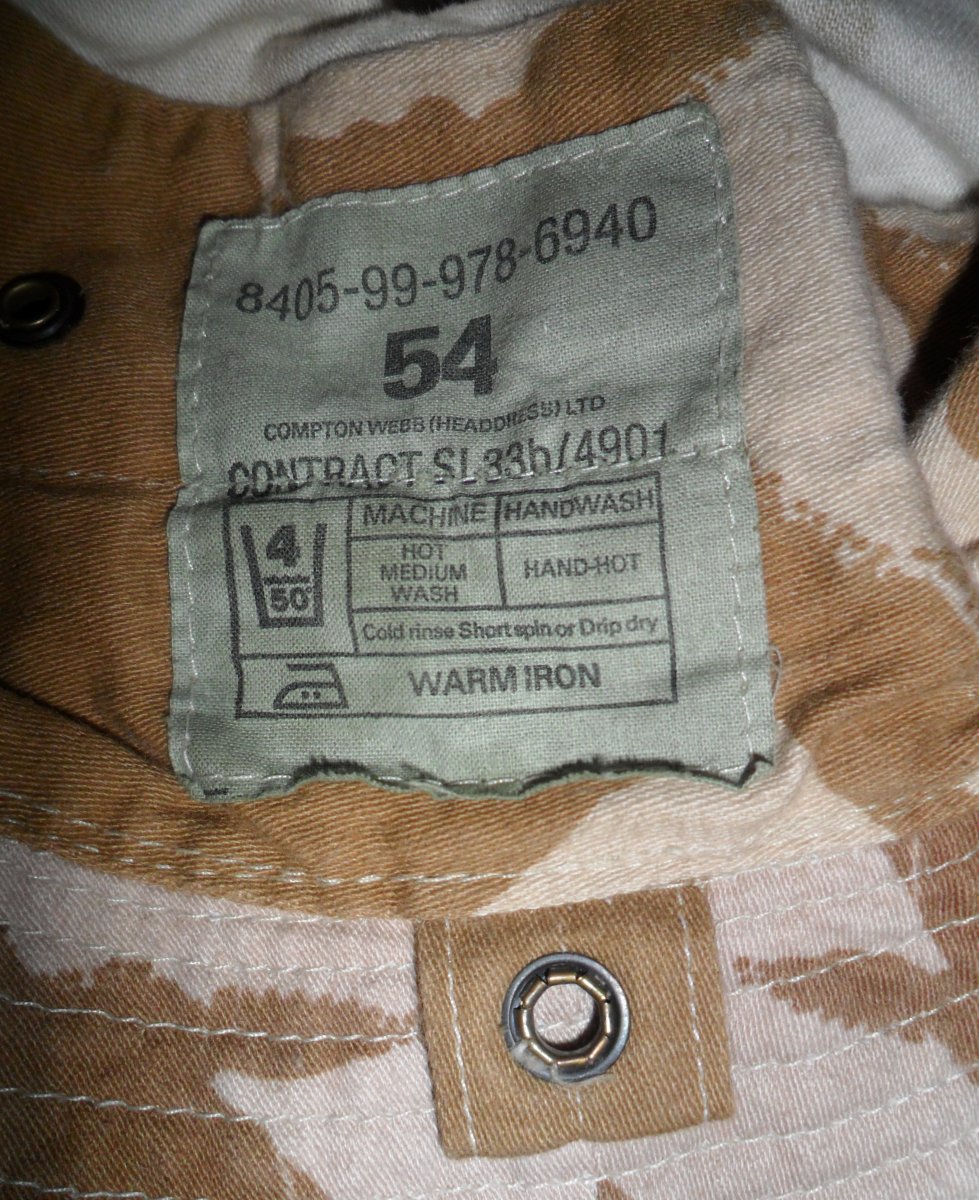 8405-99-978-6940
54
COMPTON WEBB (HEADDRESS) LTD
CONTRACT SL33h/4901
4
50°
MACHINE
HANDWASH
HOT
MEDIUM
WASH
HAND-HOT
Cold rinse Short spin or Drip dry
WARM IRON